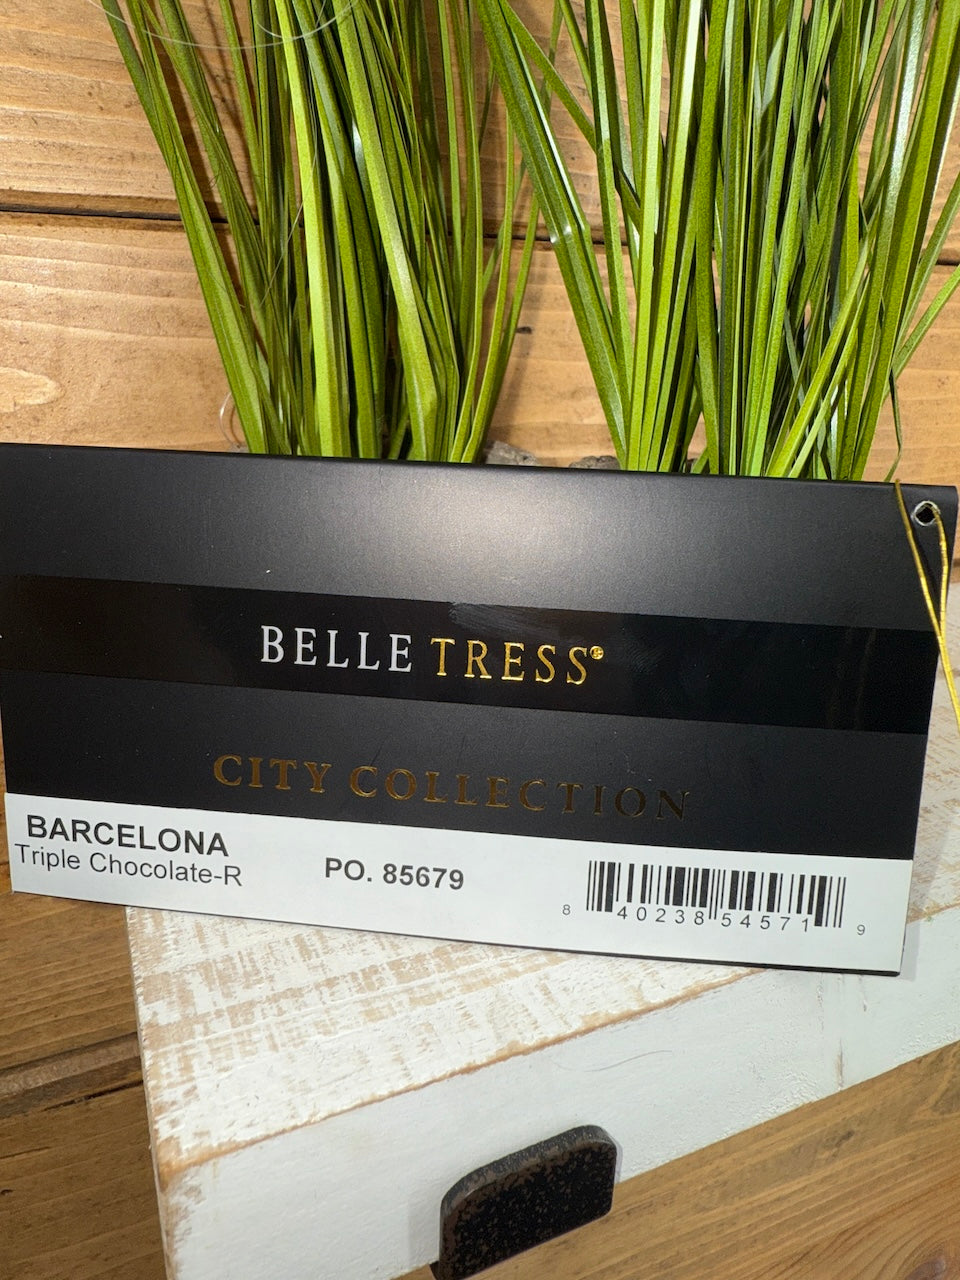 BELLE TRESS®
CITY COLLECTION
BARCELONA
Triple Chocolate-R
PO. 85679
8 40238 54571 9